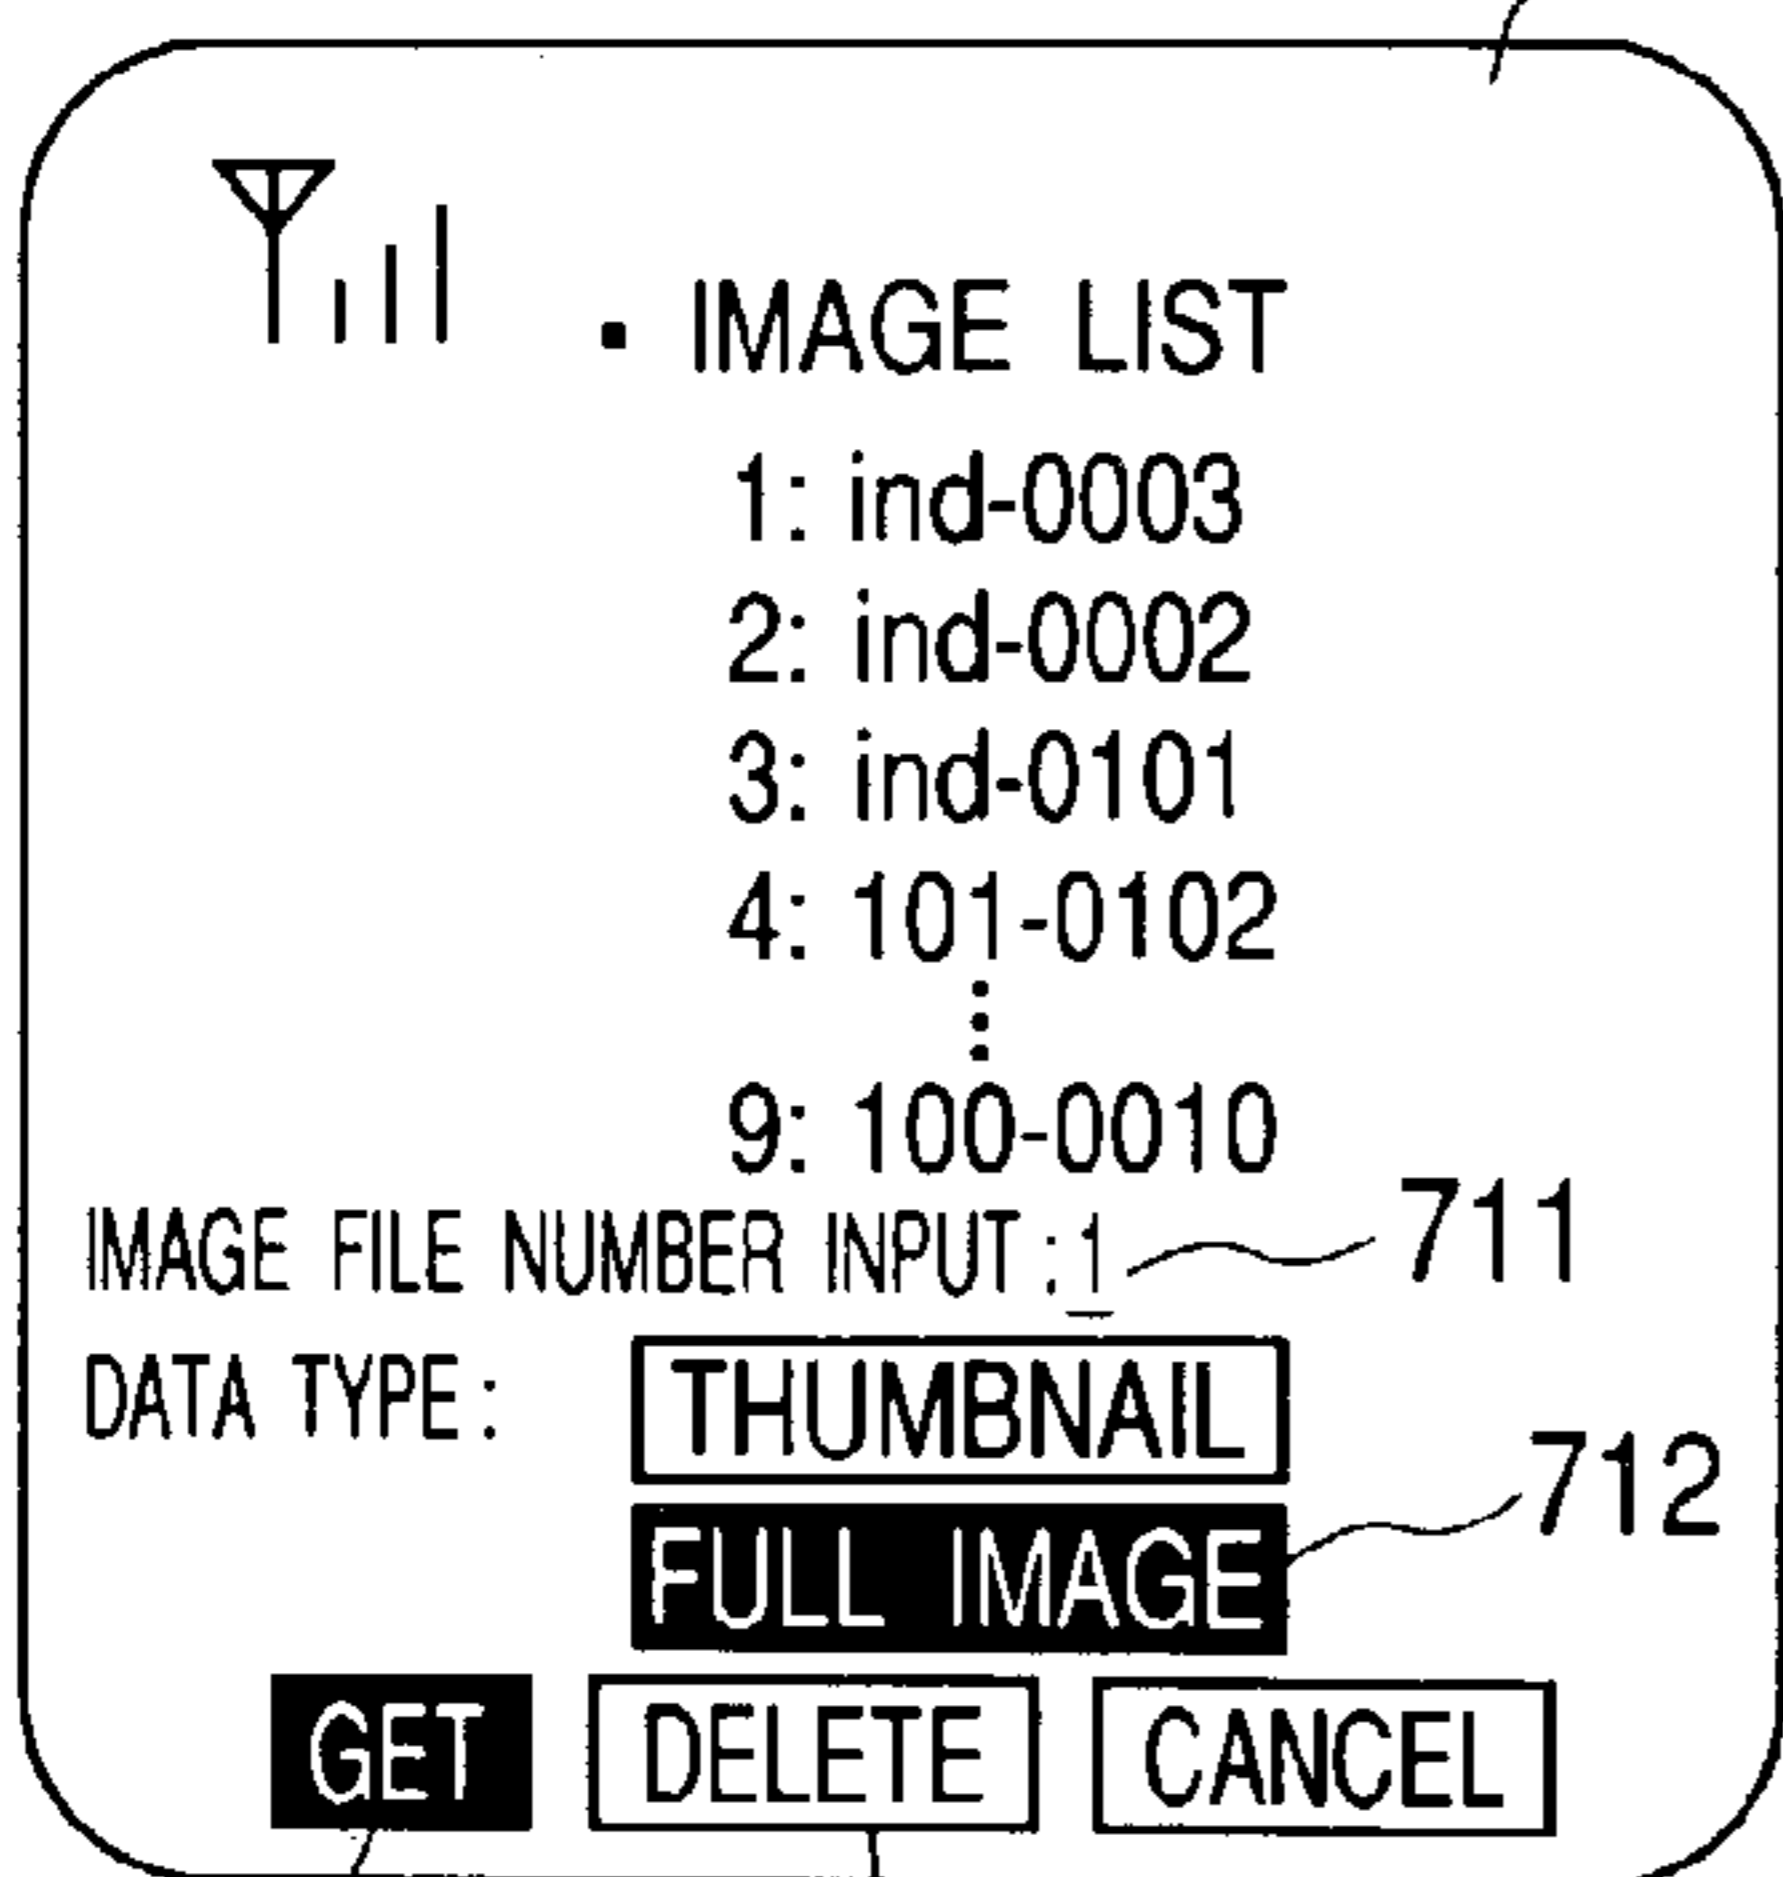 ▪ IMAGE LIST
1: ind-0003
2: ind-0002
3: ind-0101
4: 101-0102
⋮
9: 100-0010
IMAGE FILE NUMBER INPUT :1 711
DATA TYPE : THUMBNAIL
712
FULL IMAGE
GET DELETE CANCEL